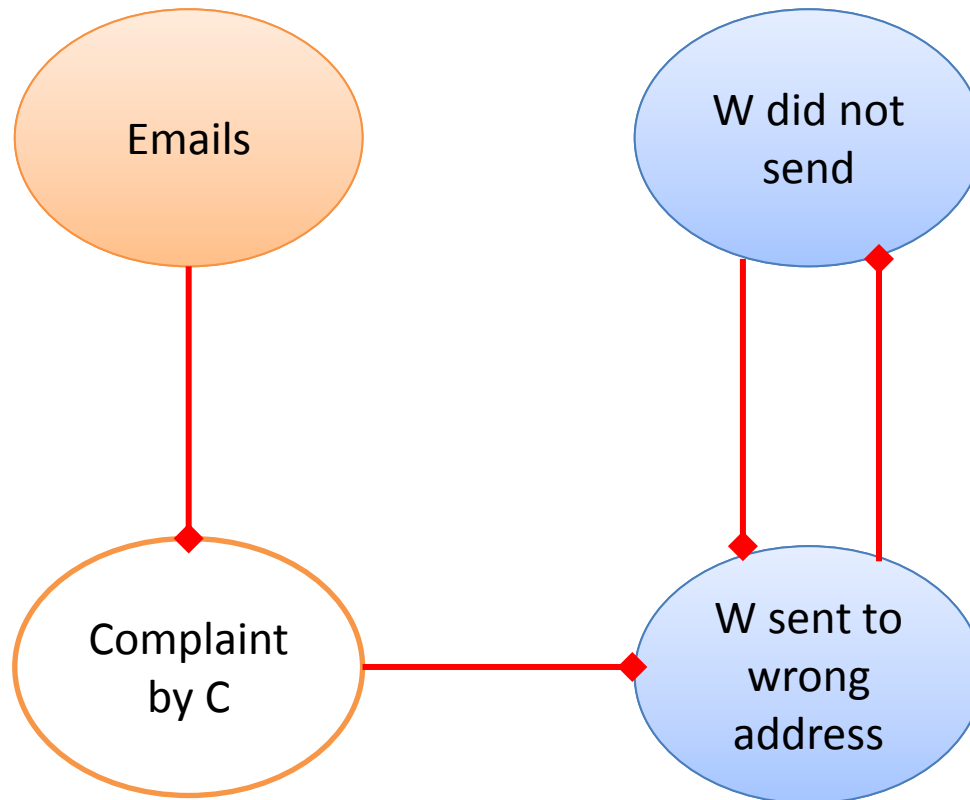 Emails
W did not
send
Complaint
by C
W sent to
wrong
address